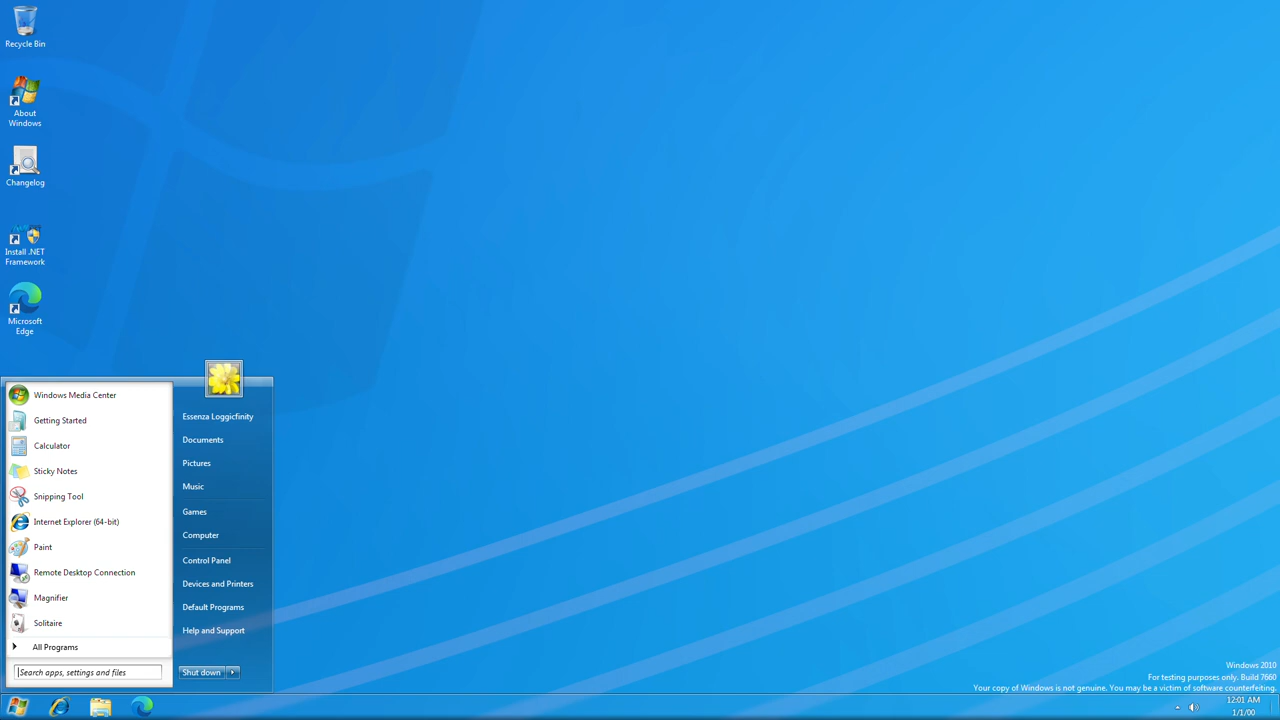 Recycle Bin
About
Windows
Changelog
Install .NET
Framework
Microsoft
Edge
Windows Media Center
Getting Started
Calculator
Sticky Notes
Snipping Tool
Internet Explorer (64-bit)
Paint
Remote Desktop Connection
Magnifier
Solitaire
All Programs
Search apps, settings and files
Essenza Loggicfinity
Documents
Pictures
Music
Games
Computer
Control Panel
Devices and Printers
Default Programs
Help and Support
Shut down
Windows 2010
For testing purposes only. Build 7660
Your copy of Windows is not genuine. You may be a victim of software counterfeiting.
12:01 AM
1/1/00